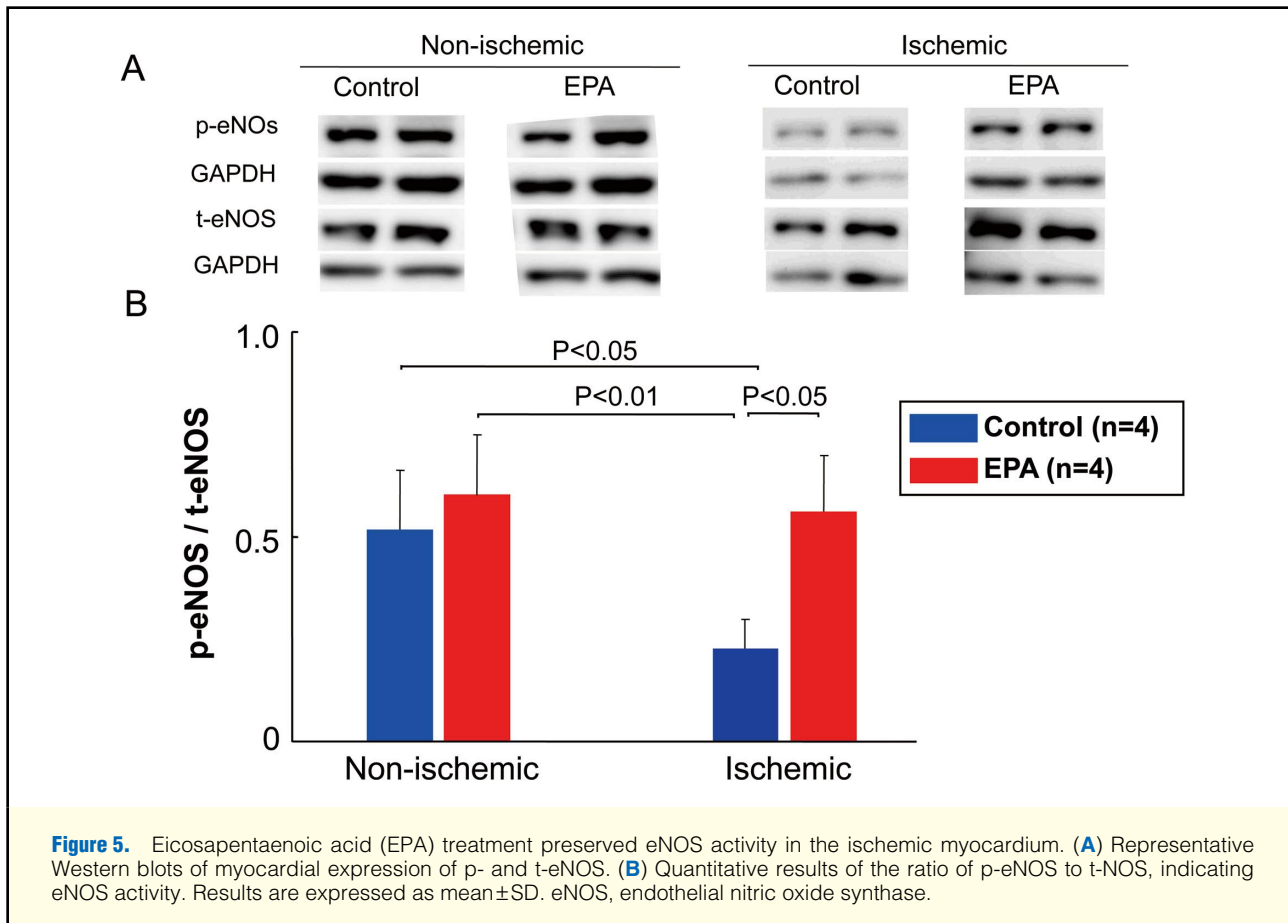 A
Non-ischemic
Ischemic
Control
EPA
Control
EPA
p-eNOs
GAPDH
t-eNOS
GAPDH
B
1.0
P<0.05
P<0.01
P<0.05
Control (n=4)
EPA (n=4)
p-eNOS / t-eNOS
0.5
0
Non-ischemic
Ischemic
Figure 5. Eicosapentaenoic acid (EPA) treatment preserved eNOS activity in the ischemic myocardium. (A) Representative
Western blots of myocardial expression of p- and t-eNOS. (B) Quantitative results of the ratio of p-eNOS to t-NOS, indicating
eNOS activity. Results are expressed as mean±SD. eNOS, endothelial nitric oxide synthase.